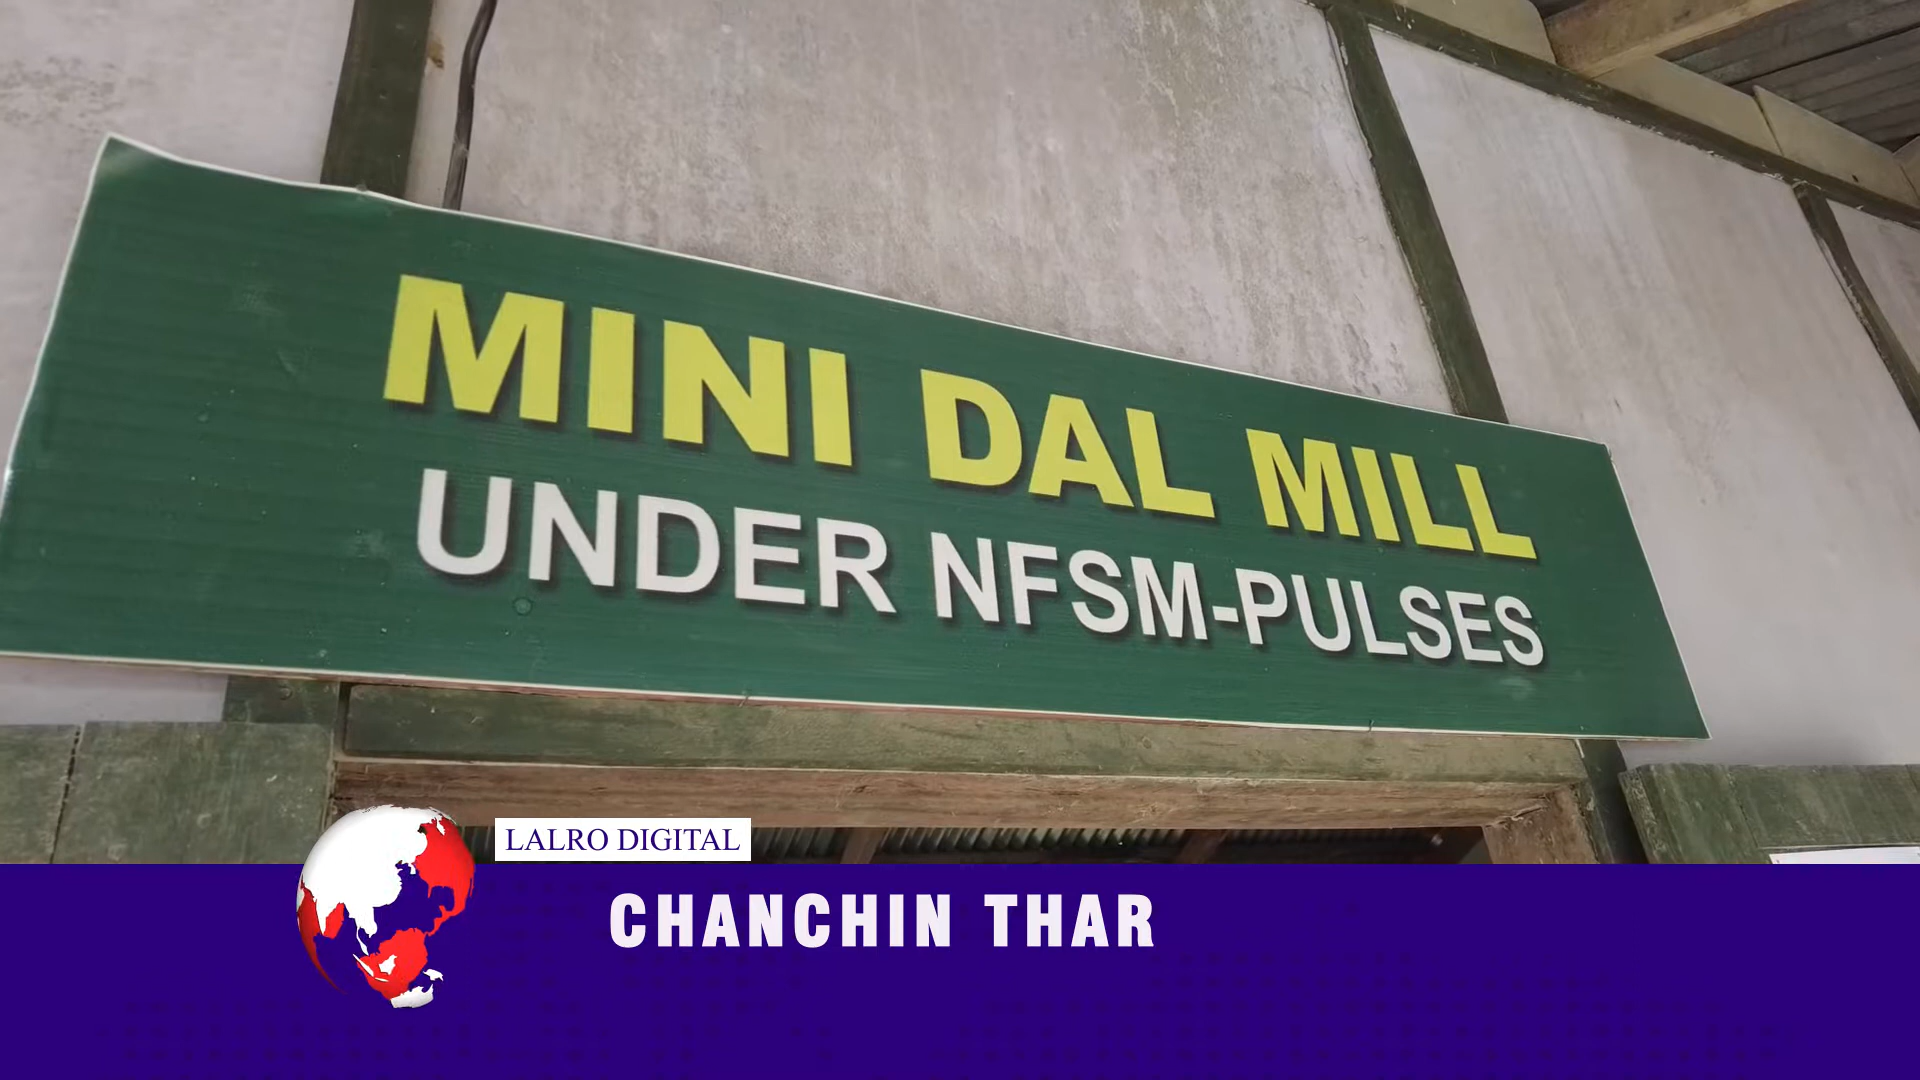 MINI DAL MILL
UNDER NFSM-PULSES
LALRO DIGITAL
CHANCHIN THAR